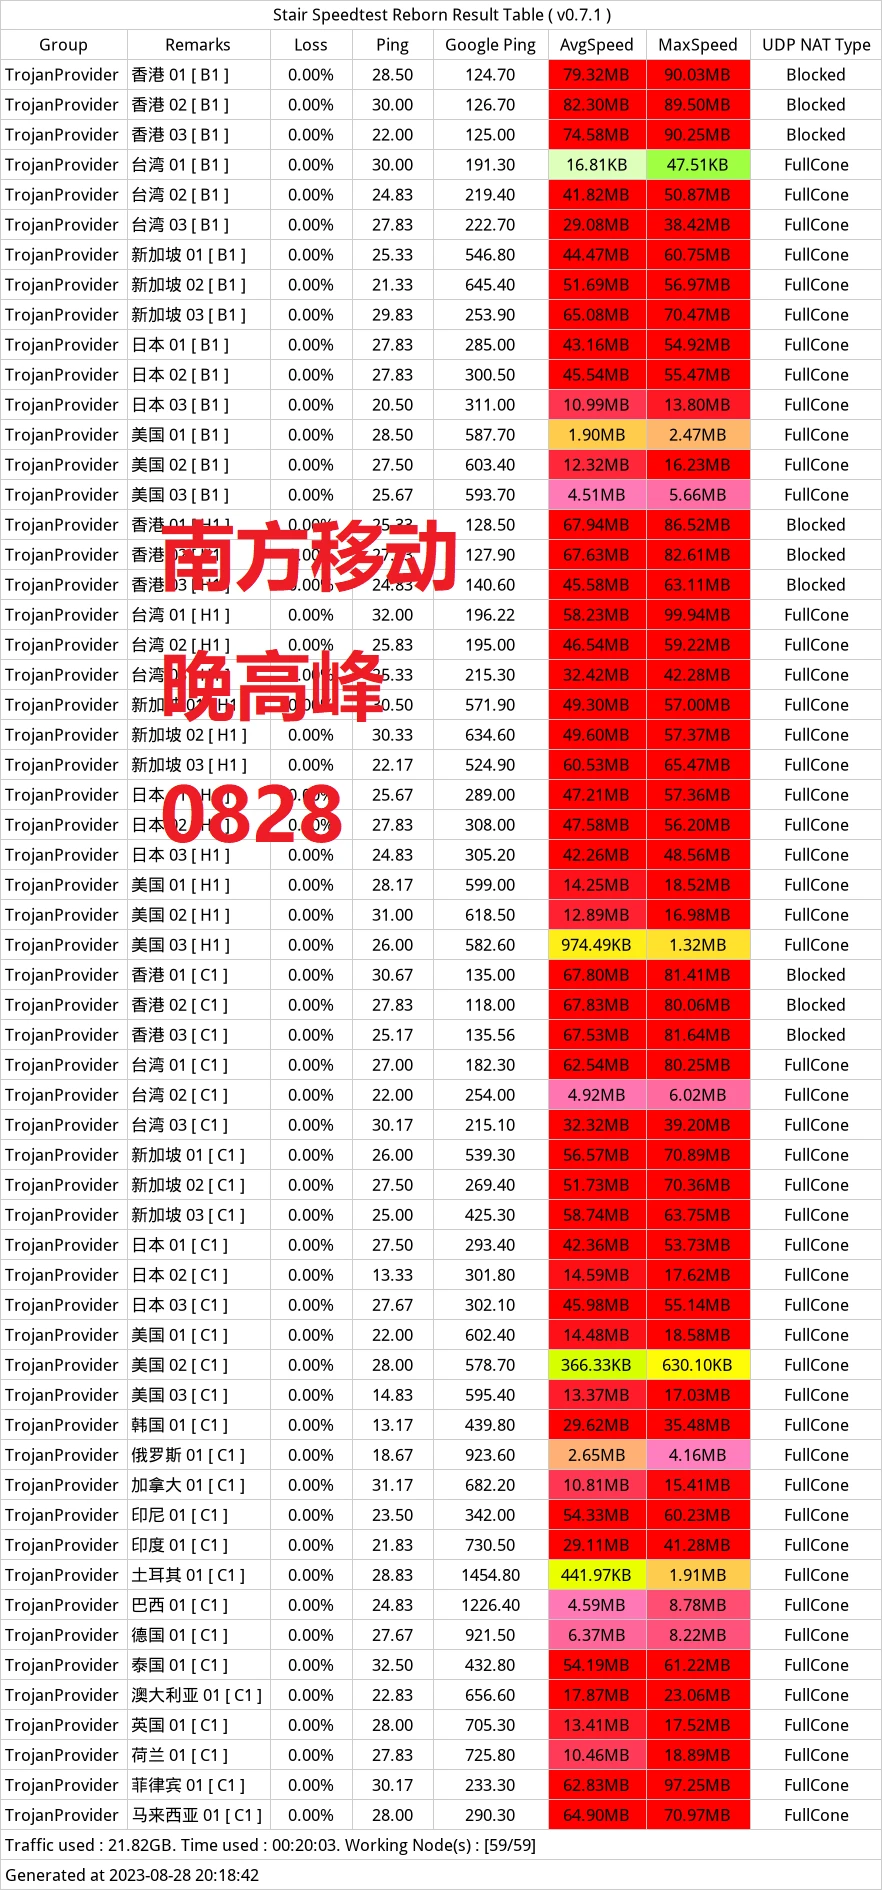 Stair Speedtest Reborn Result Table ( v0.7.1 )
Group Remarks Loss Ping Google Ping AvgSpeed MaxSpeed UDP NAT Type
TrojanProvider 香港 01 [ B1 ] 0.00% 28.50 124.70 79.32MB 90.03MB Blocked
TrojanProvider 香港 02 [ B1 ] 0.00% 30.00 126.70 82.30MB 89.50MB Blocked
TrojanProvider 香港 03 [ B1 ] 0.00% 22.00 125.00 74.58MB 90.25MB Blocked
TrojanProvider 台湾 01 [ B1 ] 0.00% 30.00 191.30 16.81KB 47.51KB FullCone
TrojanProvider 台湾 02 [ B1 ] 0.00% 24.83 219.40 41.82MB 50.87MB FullCone
TrojanProvider 台湾 03 [ B1 ] 0.00% 27.83 222.70 29.08MB 38.42MB FullCone
TrojanProvider 新加坡 01 [ B1 ] 0.00% 25.33 546.80 44.47MB 60.75MB FullCone
TrojanProvider 新加坡 02 [ B1 ] 0.00% 21.33 645.40 51.69MB 56.97MB FullCone
TrojanProvider 新加坡 03 [ B1 ] 0.00% 29.83 253.90 65.08MB 70.47MB FullCone
TrojanProvider 日本 01 [ B1 ] 0.00% 27.83 285.00 43.16MB 54.92MB FullCone
TrojanProvider 日本 02 [ B1 ] 0.00% 27.83 300.50 45.54MB 55.47MB FullCone
TrojanProvider 日本 03 [ B1 ] 0.00% 20.50 311.00 10.99MB 13.80MB FullCone
TrojanProvider 美国 01 [ B1 ] 0.00% 28.50 587.70 1.90MB 2.47MB FullCone
TrojanProvider 美国 02 [ B1 ] 0.00% 27.50 603.40 12.32MB 16.23MB FullCone
TrojanProvider 美国 03 [ B1 ] 0.00% 25.67 593.70 4.51MB 5.66MB FullCone
TrojanProvider 香港 01 [ H1 ] 0.00% 25.33 128.50 67.94MB 86.52MB Blocked
南方移动
TrojanProvider 香港 127.90 67.63MB 82.61MB Blocked
TrojanProvider 香港 24.83 140.60 45.58MB 63.11MB Blocked
TrojanProvider 台湾 01 [ H1 ] 0.00% 32.00 196.22 58.23MB 99.94MB FullCone
TrojanProvider 台湾 02 [ H1 ] 0.00% 25.83 195.00 46.54MB 59.22MB FullCone
TrojanProvider 台湾 215.30 32.42MB 42.28MB FullCone
晚高峰
TrojanProvider 571.90 49.30MB 57.00MB FullCone
TrojanProvider 新加坡 02 [ H1 ] 0.00% 30.33 634.60 49.60MB 57.37MB FullCone
TrojanProvider 新加坡 03 [ H1 ] 0.00% 22.17 524.90 60.53MB 65.47MB FullCone
TrojanProvider 日本 25.67 289.00 47.21MB 57.36MB FullCone
0828
TrojanProvider 日本 27.83 308.00 47.58MB 56.20MB FullCone
TrojanProvider 日本 03 [ H1 ] 0.00% 24.83 305.20 42.26MB 48.56MB FullCone
TrojanProvider 美国 01 [ H1 ] 0.00% 28.17 599.00 14.25MB 18.52MB FullCone
TrojanProvider 美国 02 [ H1 ] 0.00% 31.00 618.50 12.89MB 16.98MB FullCone
TrojanProvider 美国 03 [ H1 ] 0.00% 26.00 582.60 974.49KB 1.32MB FullCone
TrojanProvider 香港 01 [ C1 ] 0.00% 30.67 135.00 67.80MB 81.41MB Blocked
TrojanProvider 香港 02 [ C1 ] 0.00% 27.83 118.00 67.83MB 80.06MB Blocked
TrojanProvider 香港 03 [ C1 ] 0.00% 25.17 135.56 67.53MB 81.64MB Blocked
TrojanProvider 台湾 01 [ C1 ] 0.00% 27.00 182.30 62.54MB 80.25MB FullCone
TrojanProvider 台湾 02 [ C1 ] 0.00% 22.00 254.00 4.92MB 6.02MB FullCone
TrojanProvider 台湾 03 [ C1 ] 0.00% 30.17 215.10 32.32MB 39.20MB FullCone
TrojanProvider 新加坡 01 [ C1 ] 0.00% 26.00 539.30 56.57MB 70.89MB FullCone
TrojanProvider 新加坡 02 [ C1 ] 0.00% 27.50 269.40 51.73MB 70.36MB FullCone
TrojanProvider 新加坡 03 [ C1 ] 0.00% 25.00 425.30 58.74MB 63.75MB FullCone
TrojanProvider 日本 01 [ C1 ] 0.00% 27.50 293.40 42.36MB 53.73MB FullCone
TrojanProvider 日本 02 [ C1 ] 0.00% 13.33 301.80 14.59MB 17.62MB FullCone
TrojanProvider 日本 03 [ C1 ] 0.00% 27.67 302.10 45.98MB 55.14MB FullCone
TrojanProvider 美国 01 [ C1 ] 0.00% 22.00 602.40 14.48MB 18.58MB FullCone
TrojanProvider 美国 02 [ C1 ] 0.00% 28.00 578.70 366.33KB 630.10KB FullCone
TrojanProvider 美国 03 [ C1 ] 0.00% 14.83 595.40 13.37MB 17.03MB FullCone
TrojanProvider 韩国 01 [ C1 ] 0.00% 13.17 439.80 29.62MB 35.48MB FullCone
TrojanProvider 俄罗斯 01 [ C1 ] 0.00% 18.67 923.60 2.65MB 4.16MB FullCone
TrojanProvider 加拿大 01 [ C1 ] 0.00% 31.17 682.20 10.81MB 15.41MB FullCone
TrojanProvider 印尼 01 [ C1 ] 0.00% 23.50 342.00 54.33MB 60.23MB FullCone
TrojanProvider 印度 01 [ C1 ] 0.00% 21.83 730.50 29.11MB 41.28MB FullCone
TrojanProvider 土耳其 01 [ C1 ] 0.00% 28.83 1454.80 441.97KB 1.91MB FullCone
TrojanProvider 巴西 01 [ C1 ] 0.00% 24.83 1226.40 4.59MB 8.78MB FullCone
TrojanProvider 德国 01 [ C1 ] 0.00% 27.67 921.50 6.37MB 8.22MB FullCone
TrojanProvider 泰国 01 [ C1 ] 0.00% 32.50 432.80 54.19MB 61.22MB FullCone
TrojanProvider 澳大利亚 01 [ C1 ] 0.00% 22.83 656.60 17.87MB 23.06MB FullCone
TrojanProvider 英国 01 [ C1 ] 0.00% 28.00 705.30 13.41MB 17.52MB FullCone
TrojanProvider 荷兰 01 [ C1 ] 0.00% 27.83 725.80 10.46MB 18.89MB FullCone
TrojanProvider 菲律宾 01 [ C1 ] 0.00% 30.17 233.30 62.83MB 97.25MB FullCone
TrojanProvider 马来西亚 01 [ C1 ] 0.00% 28.00 290.30 64.90MB 70.97MB FullCone
Traffic used : 21.82GB. Time used : 00:20:03. Working Node(s) : [59/59]
Generated at 2023-08-28 20:18:42